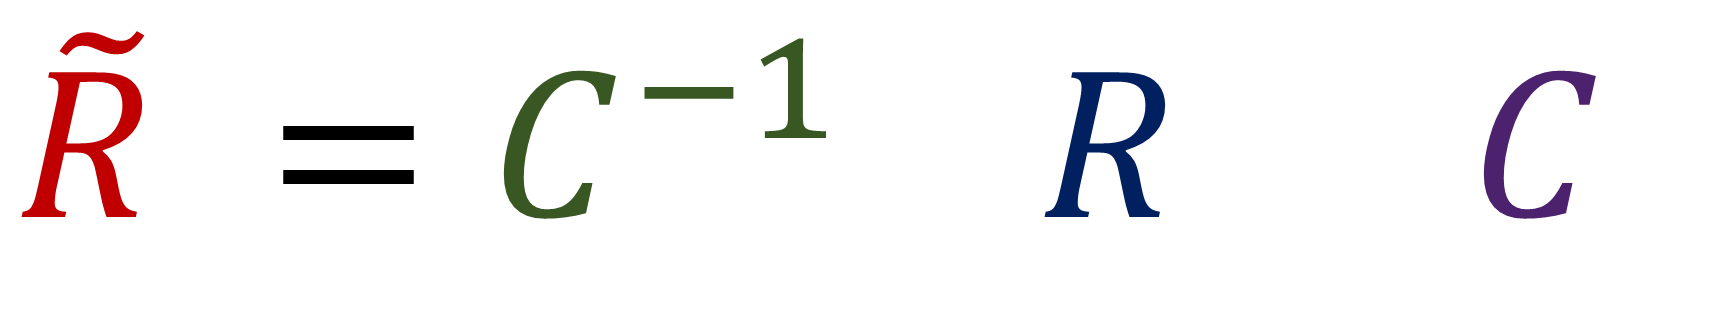 R̃ = C⁻¹ R C